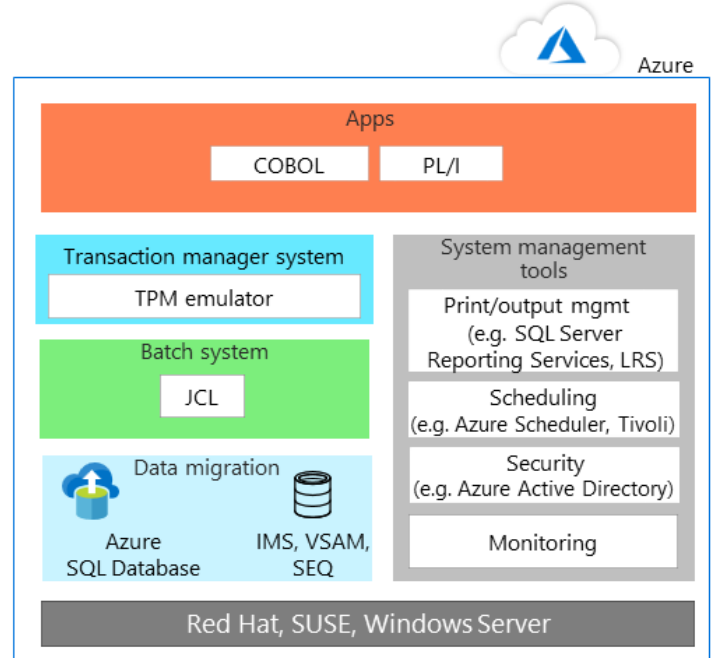 Azure
Apps
COBOL
PL/I
Transaction manager system
TPM emulator
Batch system
JCL
Data migration
Azure
SQL Database
IMS, VSAM,
SEQ
System management
tools
Print/output mgmt
(e.g. SQL Server
Reporting Services, LRS)
Scheduling
(e.g. Azure Scheduler, Tivoli)
Security
(e.g. Azure Active Directory)
Monitoring
Red Hat, SUSE, Windows Server